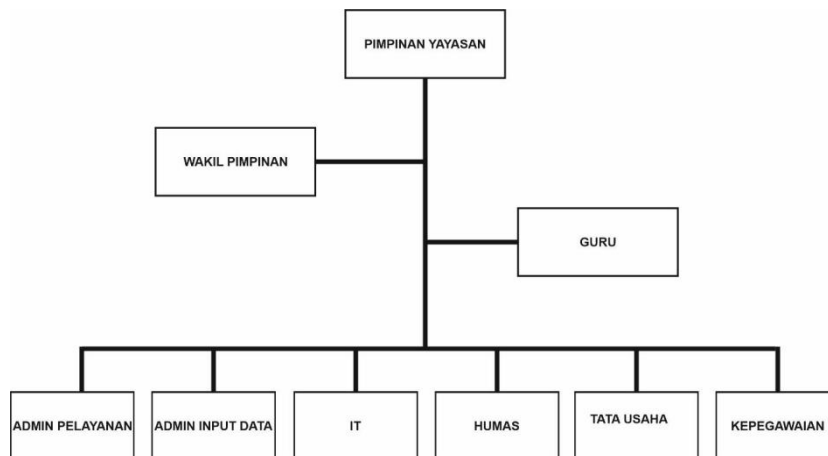 PIMPINAN YAYASAN
WAKIL PIMPINAN
GURU
ADMIN PELAYANAN
ADMIN INPUT DATA
IT
HUMAS
TATA USAHA
KEPEGAWAIAN